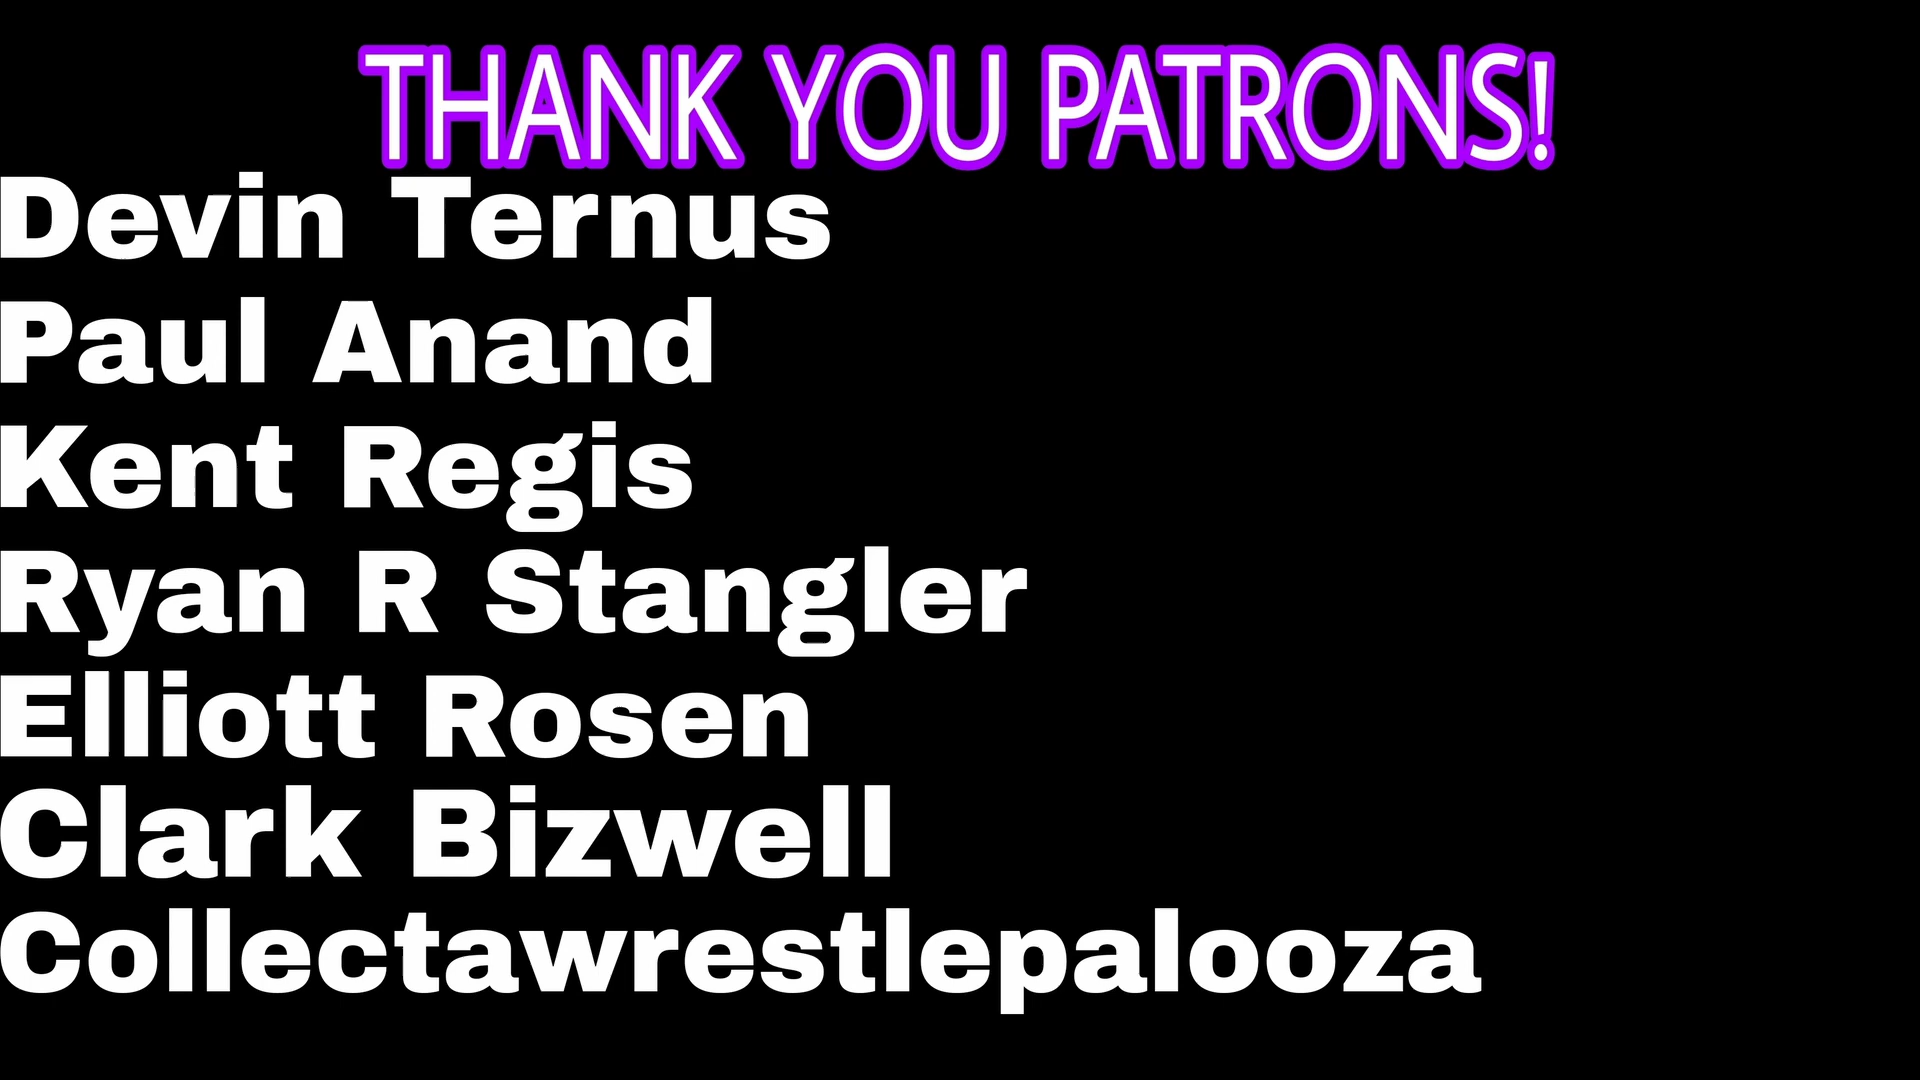 THANK YOU PATRONS!
Devin Ternus
Paul Anand
Kent Regis
Ryan R Stangler
Elliott Rosen
Clark Bizwell
Collectawrestlepalooza